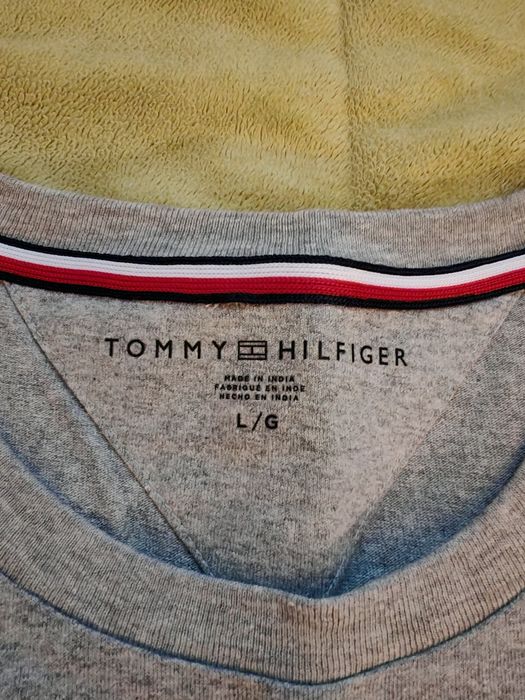 TOMMY HILFIGER
MADE IN INDIA
FABRIQUÉ EN INDE
HECHO EN INDIA
L/G